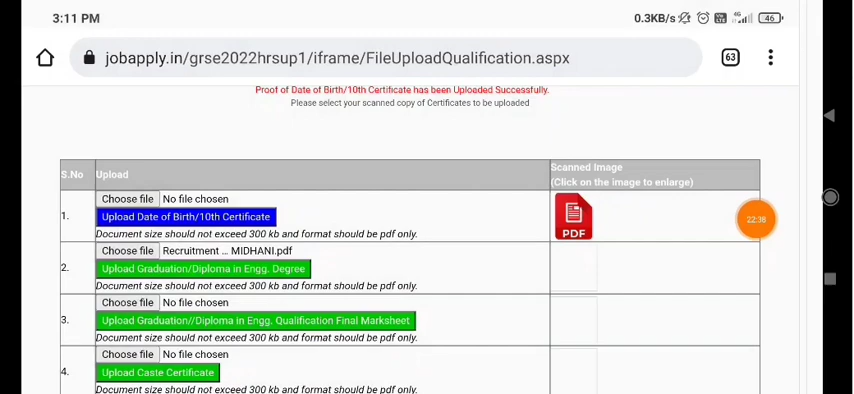 3:11 PM
0.3KB/s 4G 46
jobapply.in/grse2022hrsup1/iframe/FileUploadQualification.aspx 63
Proof of Date of Birth/10th Certificate has been Uploaded Successfully.
Please select your scanned copy of Certificates to be uploaded
S.No Upload Scanned Image
(Click on the image to enlarge)
1. Choose file No file chosen
Upload Date of Birth/10th Certificate
Document size should not exceed 300 kb and format should be pdf only.
PDF
22:38
2. Choose file Recruitment ... MIDHANI.pdf
Upload Graduation/Diploma in Engg. Degree
Document size should not exceed 300 kb and format should be pdf only.
3. Choose file No file chosen
Upload Graduation//Diploma in Engg. Qualification Final Marksheet
Document size should not exceed 300 kb and format should be pdf only.
4. Choose file No file chosen
Upload Caste Certificate
Document size should not exceed 300 kb and format should be pdf only.